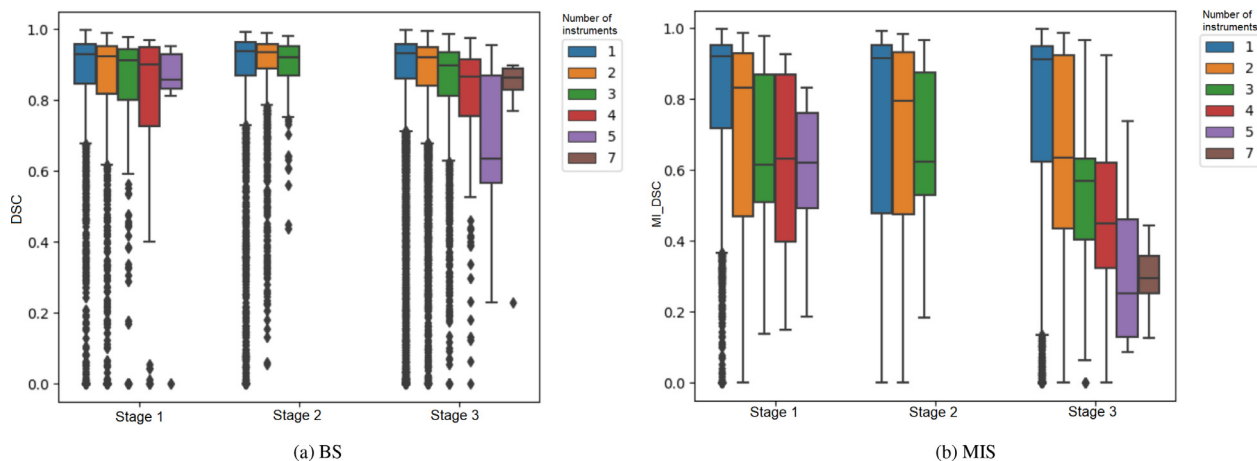 Number of
instruments
1
2
3
4
5
7
1.0
0.8
0.6
0.4
0.2
0.0
DSC
Stage 1
Stage 2
Stage 3
(a) BS
Number of
instruments
1
2
3
4
5
7
1.0
0.8
0.6
0.4
0.2
0.0
MI_DSC
Stage 1
Stage 2
Stage 3
(b) MIS